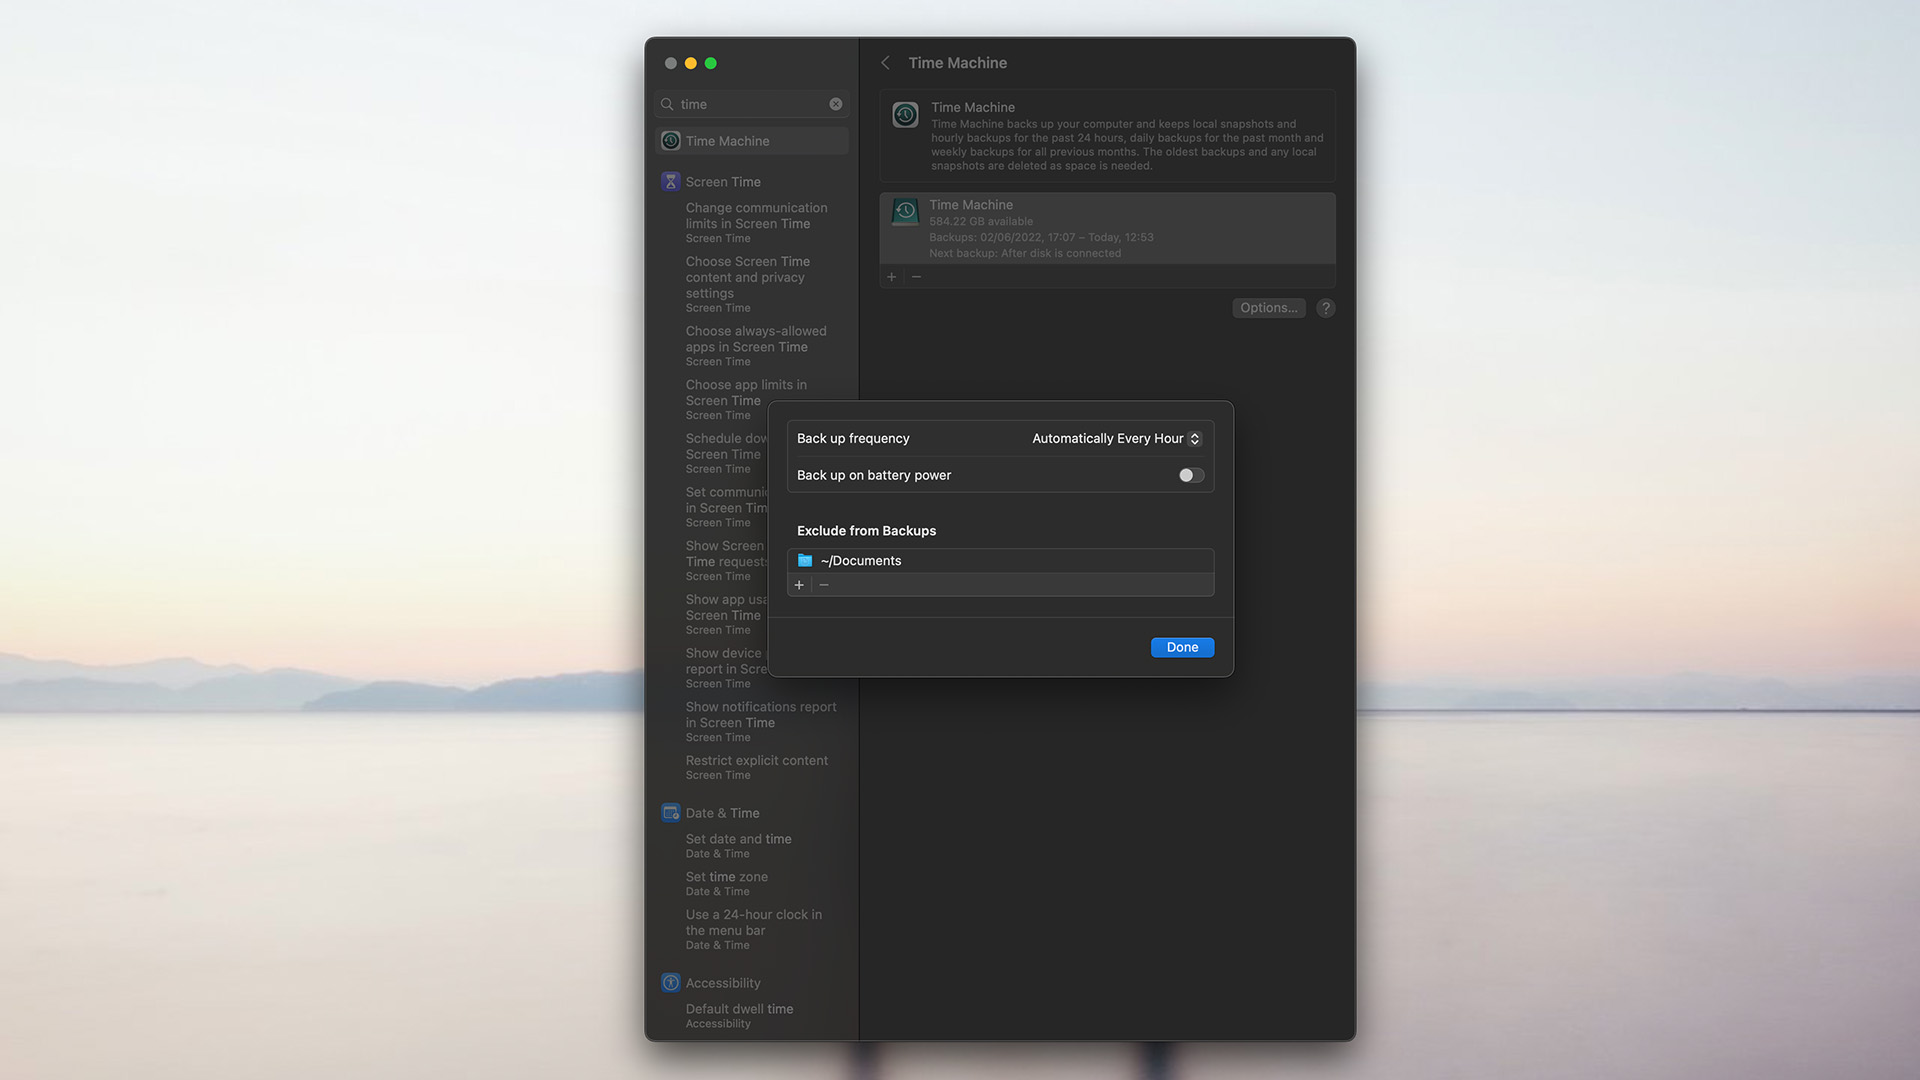 time
Time Machine
Screen Time
Change communication
limits in Screen Time
Screen Time
Choose Screen Time
content and privacy
settings
Screen Time
Choose always-allowed
apps in Screen Time
Screen Time
Choose app limits in
Screen Time
Screen Time
Schedule dow
Screen Time
Screen Time
Set communic
in Screen Tim
Screen Time
Show Screen
Time requests
Screen Time
Show app usa
Screen Time
Screen Time
Show device
report in Scre
Screen Time
Show notifications report
in Screen Time
Screen Time
Restrict explicit content
Screen Time
Date & Time
Set date and time
Date & Time
Set time zone
Date & Time
Use a 24-hour clock in
the menu bar
Date & Time
Accessibility
Default dwell time
Accessibility
Time Machine
Time Machine
Time Machine backs up your computer and keeps local snapshots and
hourly backups for the past 24 hours, daily backups for the past month and
weekly backups for all previous months. The oldest backups and any local
snapshots are deleted as space is needed.
Time Machine
584.22 GB available
Backups: 02/06/2022, 17:07 – Today, 12:53
Next backup: After disk is connected
+ −
Options... ?
Back up frequency Automatically Every Hour
Back up on battery power
Exclude from Backups
~/Documents
+ −
Done